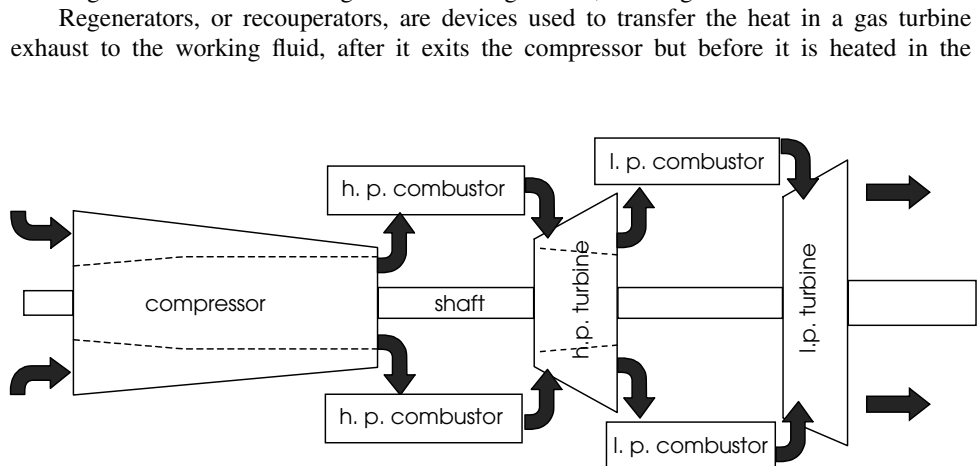 Regenerators, or recouperators, are devices used to transfer the heat in a gas turbine
exhaust to the working fluid, after it exits the compressor but before it is heated in the
l. p. combustor
h. p. combustor
compressor
shaft
h.p. turbine
l.p. turbine
h. p. combustor
l. p. combustor